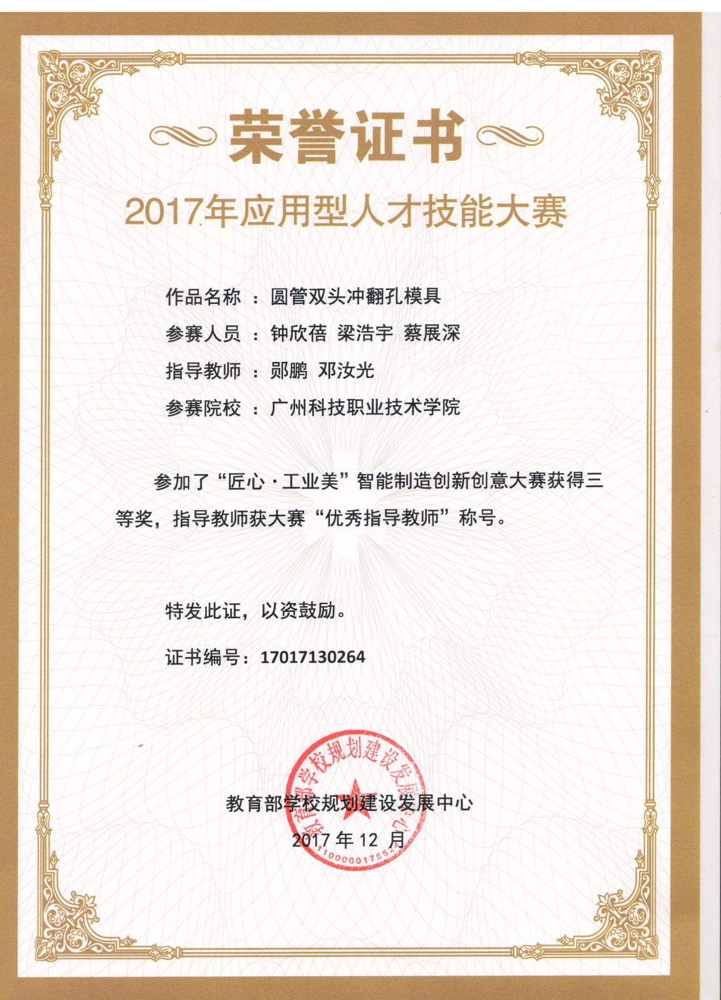 荣誉证书
2017年应用型人才技能大赛
作品名称 ：圆管双头冲翻孔模具
参赛人员 ：钟欣蓓 梁浩宇 蔡展深
指导教师 ：郧鹏 邓汝光
参赛院校 ：广州科技职业技术学院
参加了“匠心·工业美”智能制造创新创意大赛获得三
等奖，指导教师获大赛“优秀指导教师”称号。
特发此证，以资鼓励。
证书编号：17017130264
教育部学校规划建设发展中心
教育部学校规划建设发展中心
2017年12 月
1100000175524